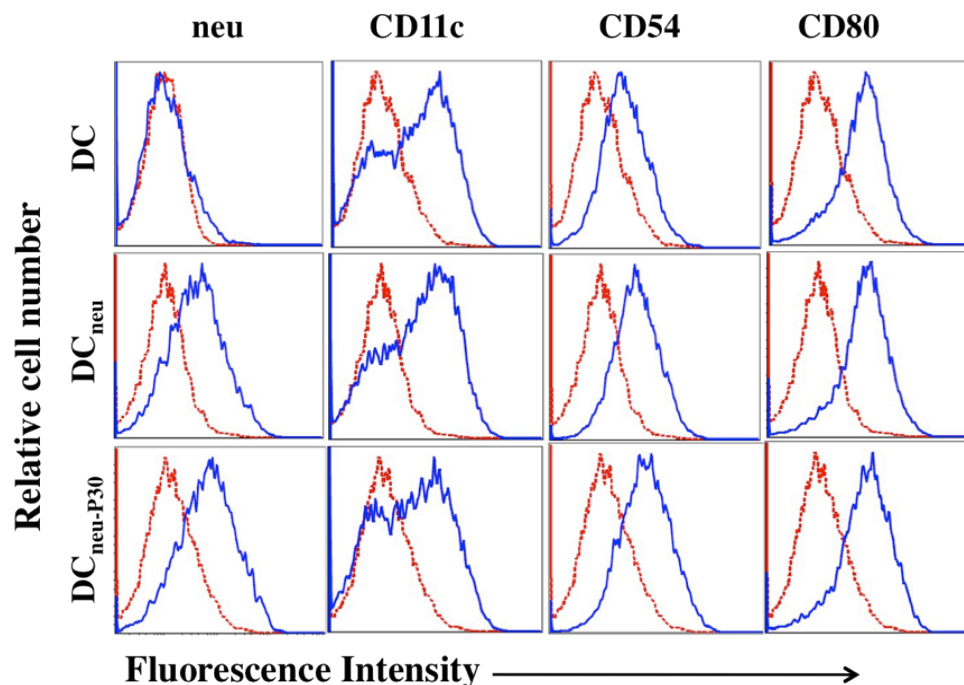 neu CD11c CD54 CD80
DC
DCneu
DCneu-P30
Relative cell number
Fluorescence Intensity